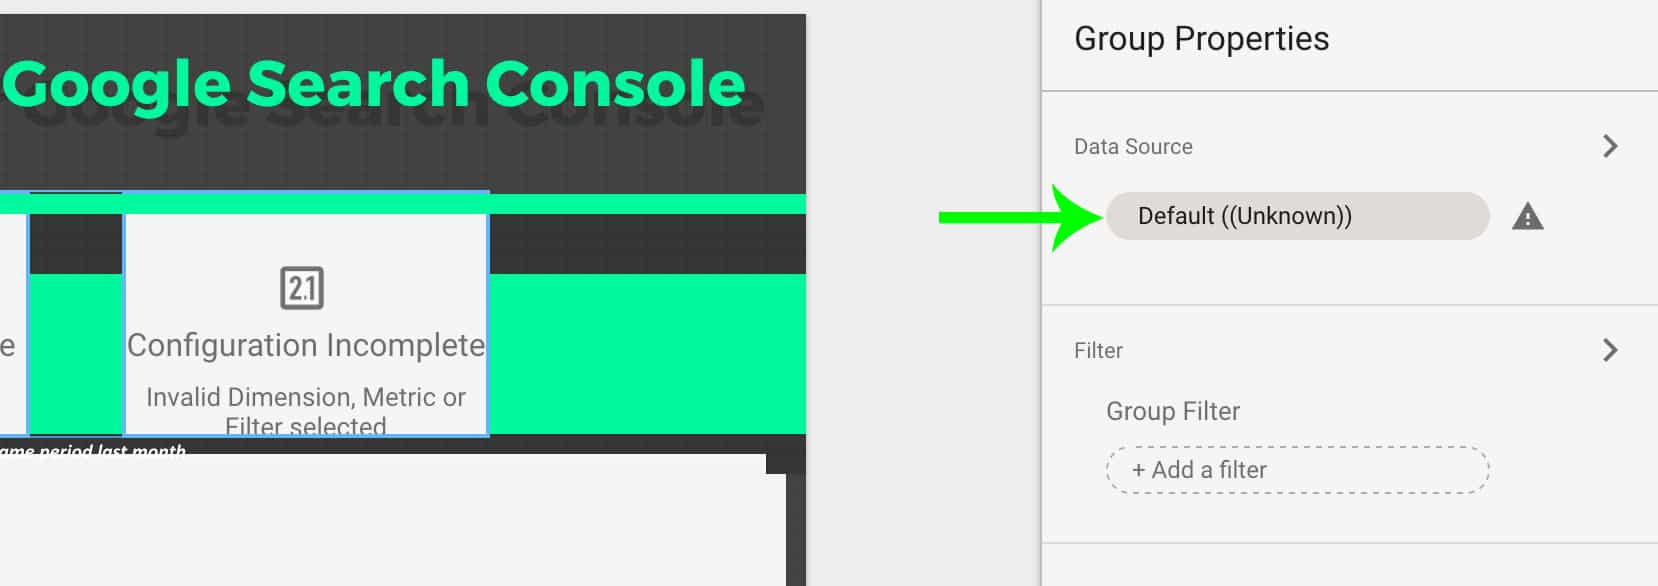 Google Search Console
2.1
Configuration Incomplete
Invalid Dimension, Metric or
Filter selected
period last month
Group Properties
Data Source
Default ((Unknown))
Filter
Group Filter
+ Add a filter